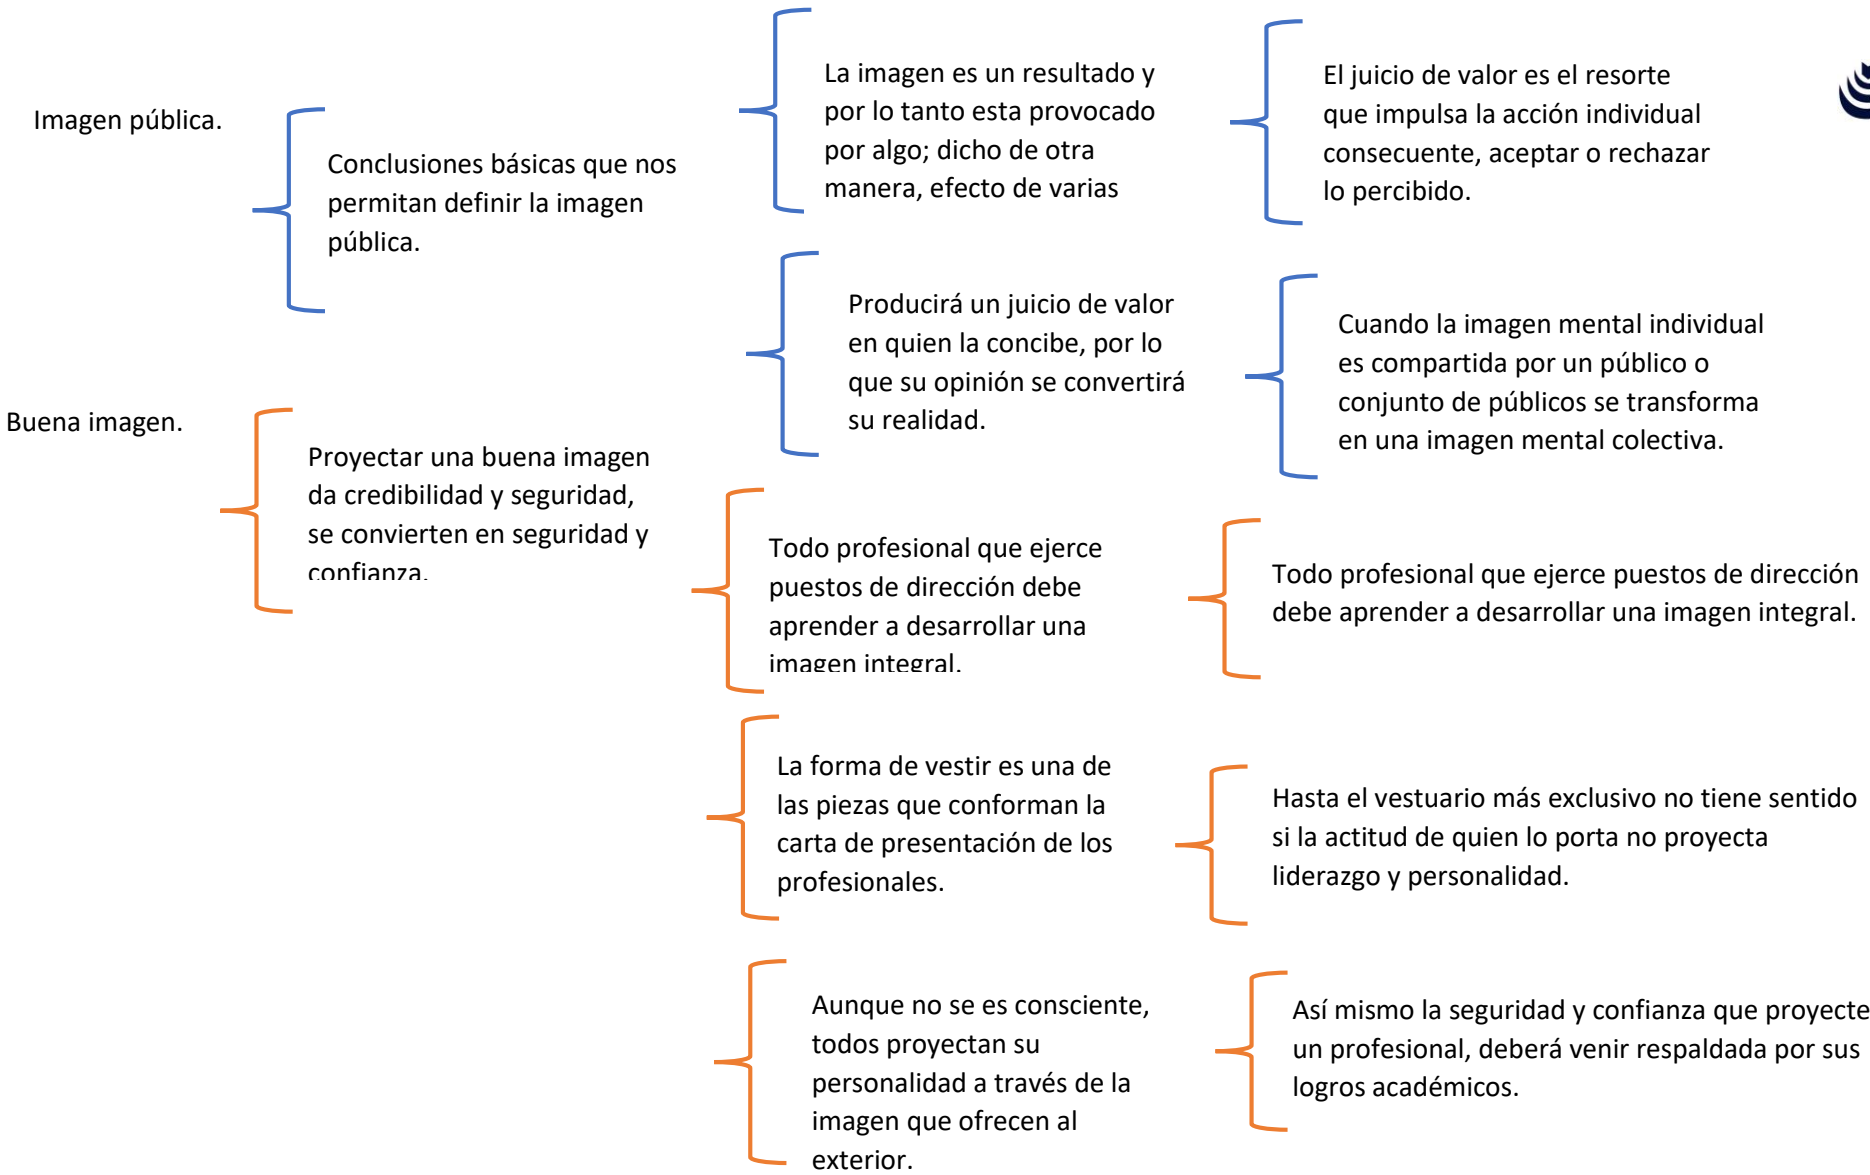 Imagen pública.
Conclusiones básicas que nos
permitan definir la imagen
pública.
La imagen es un resultado y
por lo tanto esta provocado
por algo; dicho de otra
manera, efecto de varias
El juicio de valor es el resorte
que impulsa la acción individual
consecuente, aceptar o rechazar
lo percibido.
Producirá un juicio de valor
en quien la concibe, por lo
que su opinión se convertirá
su realidad.
Cuando la imagen mental individual
es compartida por un público o
conjunto de públicos se transforma
en una imagen mental colectiva.
Buena imagen.
Proyectar una buena imagen
da credibilidad y seguridad,
se convierten en seguridad y
confianza.
Todo profesional que ejerce
puestos de dirección debe
aprender a desarrollar una
imagen integral.
Todo profesional que ejerce puestos de dirección
debe aprender a desarrollar una imagen integral.
La forma de vestir es una de
las piezas que conforman la
carta de presentación de los
profesionales.
Hasta el vestuario más exclusivo no tiene sentido
si la actitud de quien lo porta no proyecta
liderazgo y personalidad.
Aunque no se es consciente,
todos proyectan su
personalidad a través de la
imagen que ofrecen al
exterior.
Así mismo la seguridad y confianza que proyecte
un profesional, deberá venir respaldada por sus
logros académicos.